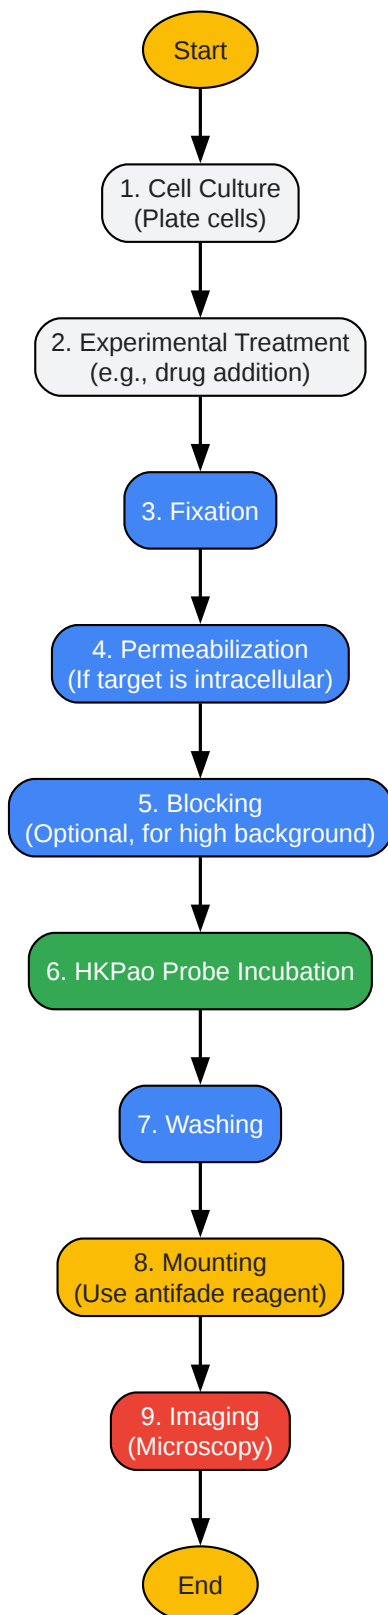 Start
1. Cell Culture
(Plate cells)
2. Experimental Treatment
(e.g., drug addition)
3. Fixation
4. Permeabilization
(If target is intracellular)
5. Blocking
(Optional, for high background)
6. HKPao Probe Incubation
7. Washing
8. Mounting
(Use antifade reagent)
9. Imaging
(Microscopy)
End